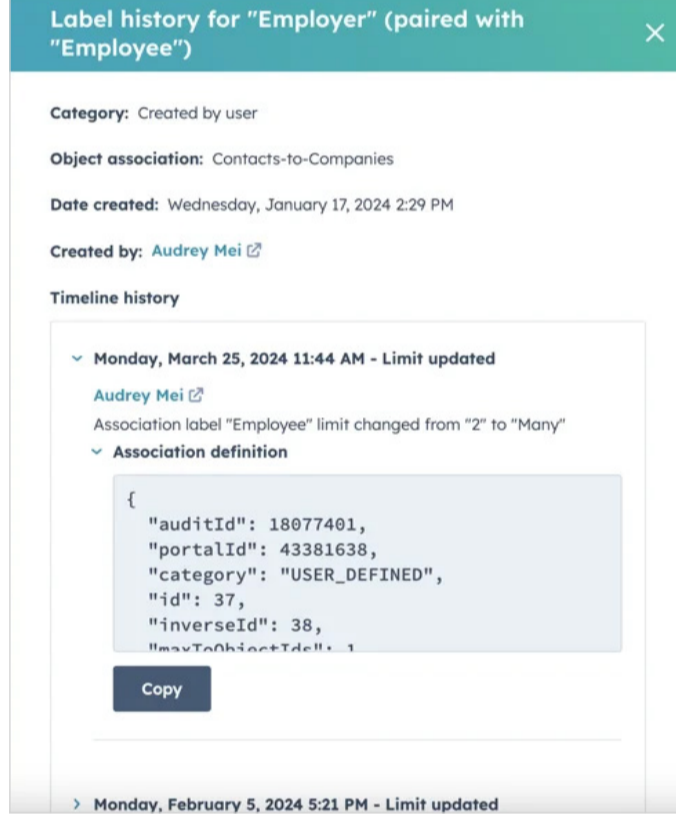 Label history for "Employer" (paired with
"Employee")
Category: Created by user
Object association: Contacts-to-Companies
Date created: Wednesday, January 17, 2024 2:29 PM
Created by: Audrey Mei
Timeline history
Monday, March 25, 2024 11:44 AM - Limit updated
Audrey Mei
Association label "Employee" limit changed from "2" to "Many"
Association definition
{
"auditId": 18077401,
"portalId": 43381638,
"category": "USER_DEFINED",
"id": 37,
"inverseId": 38,
"maxToObjectIds": 1
Copy
Monday, February 5, 2024 5:21 PM - Limit updated